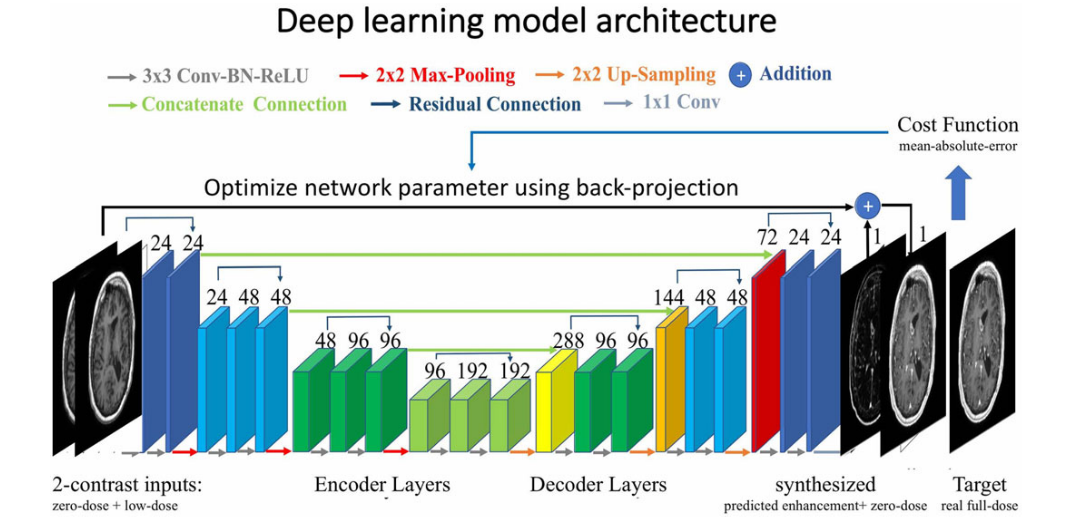 Deep learning model architecture
3x3 Conv-BN-ReLU 2x2 Max-Pooling 2x2 Up-Sampling + Addition
Concatenate Connection Residual Connection 1x1 Conv
Cost Function
mean-absolute-error
Optimize network parameter using back-projection
+
24 24 72 24 24 1 1
24 48 48 144 48 48
48 96 96 288 96 96
96 192 192
2-contrast inputs: Encoder Layers Decoder Layers synthesized Target
zero-dose + low-dose predicted enhancement+ zero-dose real full-dose